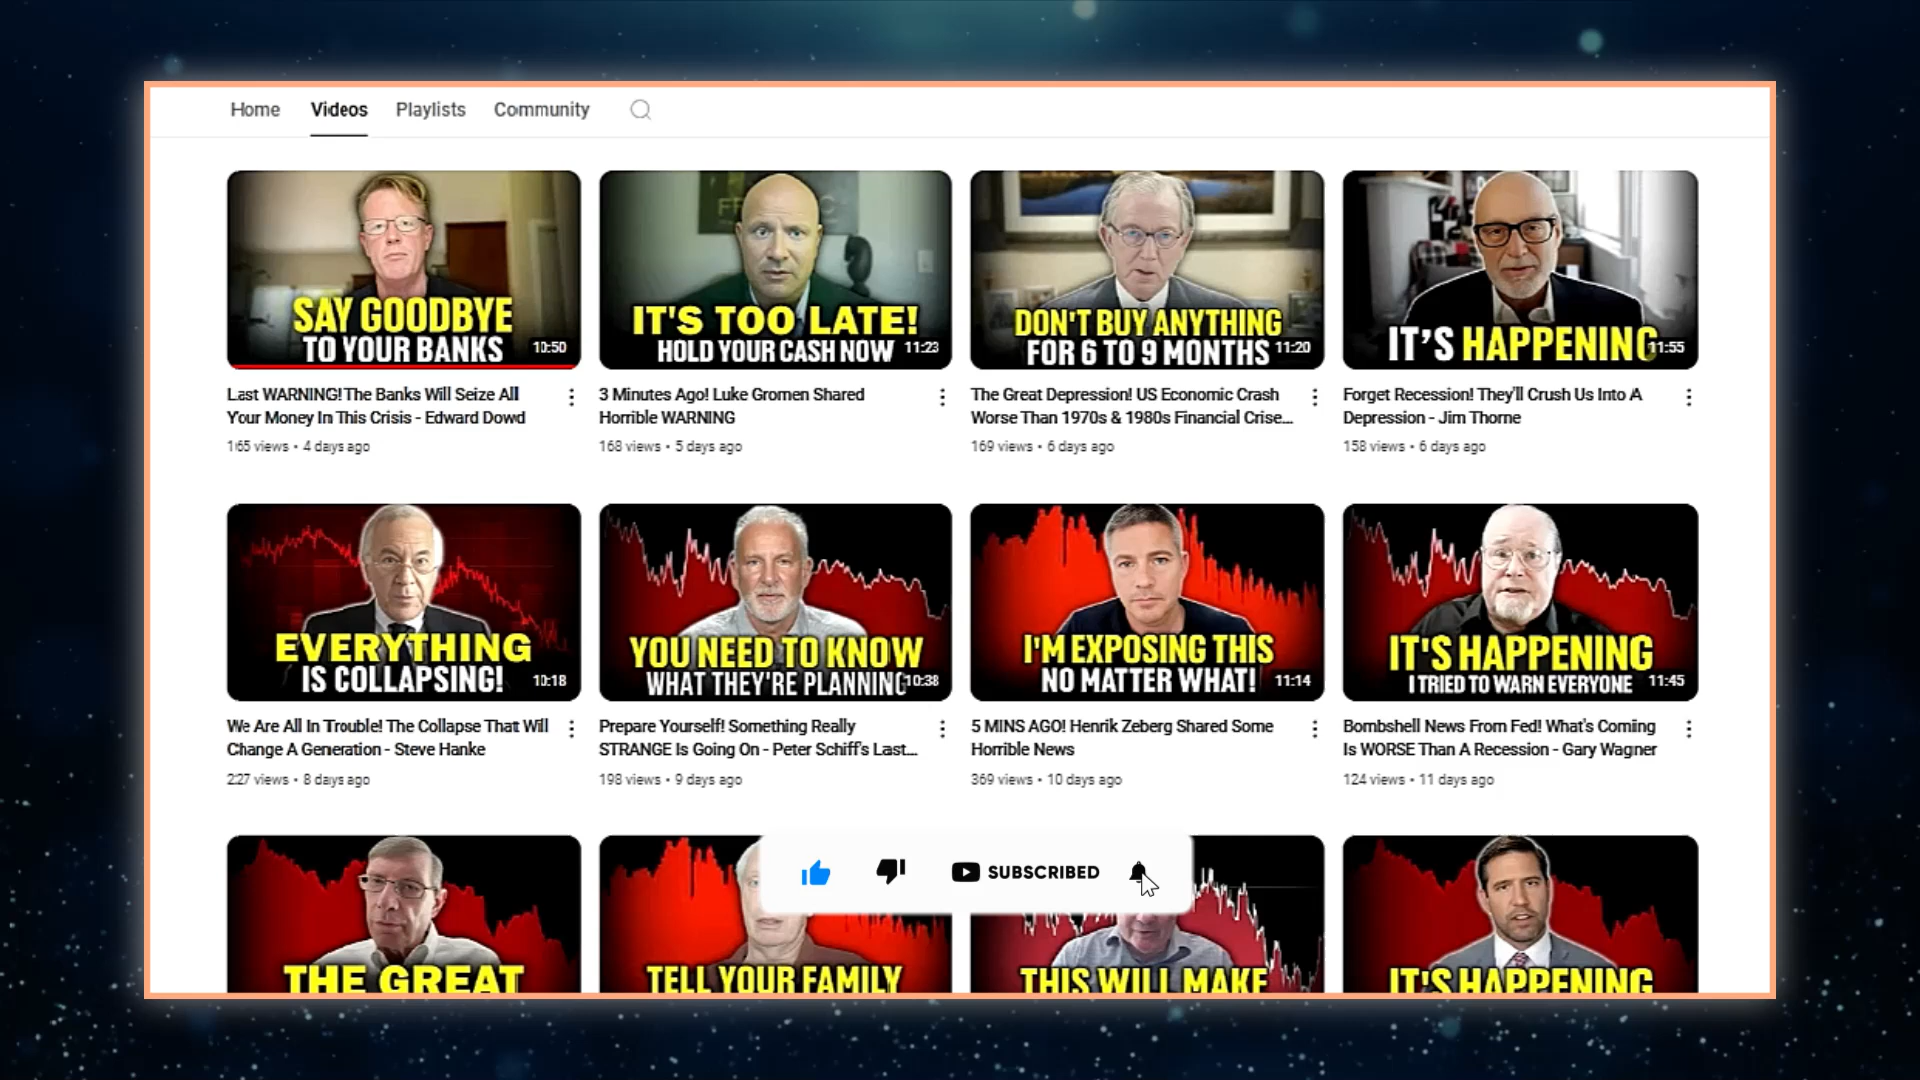 Home Videos Playlists Community
SAY GOODBYE
TO YOUR BANKS
10:50
IT'S TOO LATE!
HOLD YOUR CASH NOW
11:23
DON'T BUY ANYTHING
FOR 6 TO 9 MONTHS
11:20
IT'S HAPPENING
11:55
Last WARNING! The Banks Will Seize All
Your Money In This Crisis - Edward Dowd
165 views • 4 days ago
3 Minutes Ago! Luke Gromen Shared
Horrible WARNING
168 views • 5 days ago
The Great Depression! US Economic Crash
Worse Than 1970s & 1980s Financial Crise...
169 views • 6 days ago
Forget Recession! They'll Crush Us Into A
Depression - Jim Thorne
158 views • 6 days ago
EVERYTHING
IS COLLAPSING!
10:18
YOU NEED TO KNOW
WHAT THEY'RE PLANNING
10:38
I'M EXPOSING THIS
NO MATTER WHAT!
11:14
IT'S HAPPENING
I TRIED TO WARN EVERYONE
11:45
We Are All In Trouble! The Collapse That Will
Change A Generation - Steve Hanke
227 views • 8 days ago
Prepare Yourself! Something Really
STRANGE Is Going On - Peter Schiff's Last...
198 views • 9 days ago
5 MINS AGO! Henrik Zeberg Shared Some
Horrible News
369 views • 10 days ago
Bombshell News From Fed! What's Coming
Is WORSE Than A Recession - Gary Wagner
124 views • 11 days ago
SUBSCRIBED
THE GREAT
TELL YOUR FAMILY
THIS WILL MAKE
IT'S HAPPENING